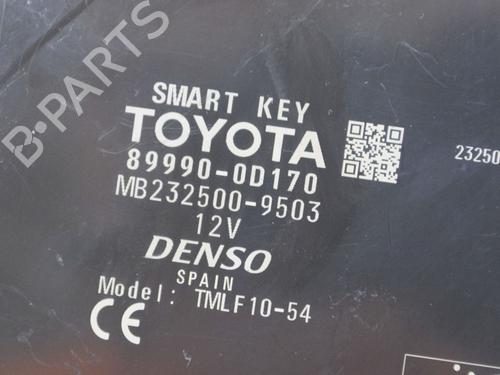 B-PARTS
SMART KEY
TOYOTA
89990-0D170
MB232500-9503
12V
DENSO
SPAIN
Model: TMLF10-54
CE
23250